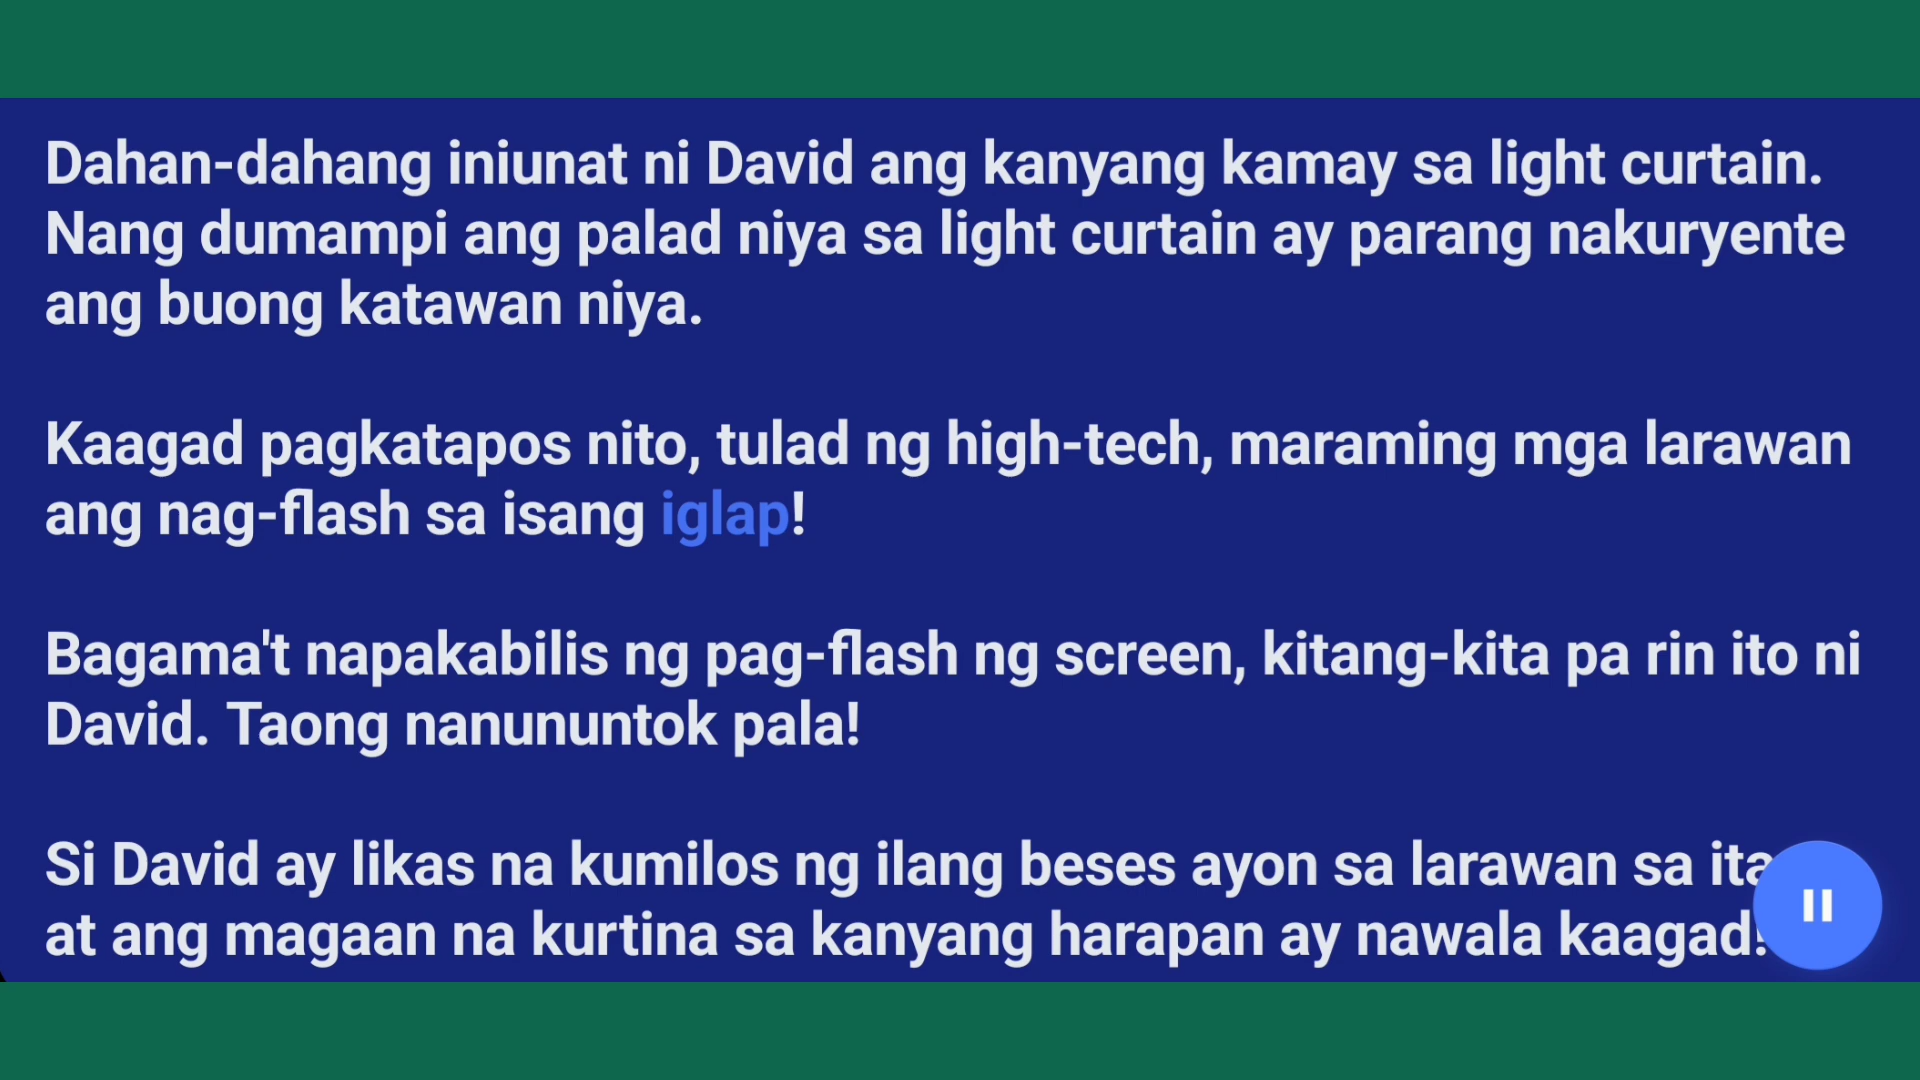 Dahan-dahang iniunat ni David ang kanyang kamay sa light curtain.
Nang dumampi ang palad niya sa light curtain ay parang nakuryente
ang buong katawan niya.
Kaagad pagkatapos nito, tulad ng high-tech, maraming mga larawan
ang nag-flash sa isang iglap!
Bagama't napakabilis ng pag-flash ng screen, kitang-kita pa rin ito ni
David. Taong nanununtok pala!
Si David ay likas na kumilos ng ilang beses ayon sa larawan sa
at ang magaan na kurtina sa kanyang harapan ay nawala kaagad!